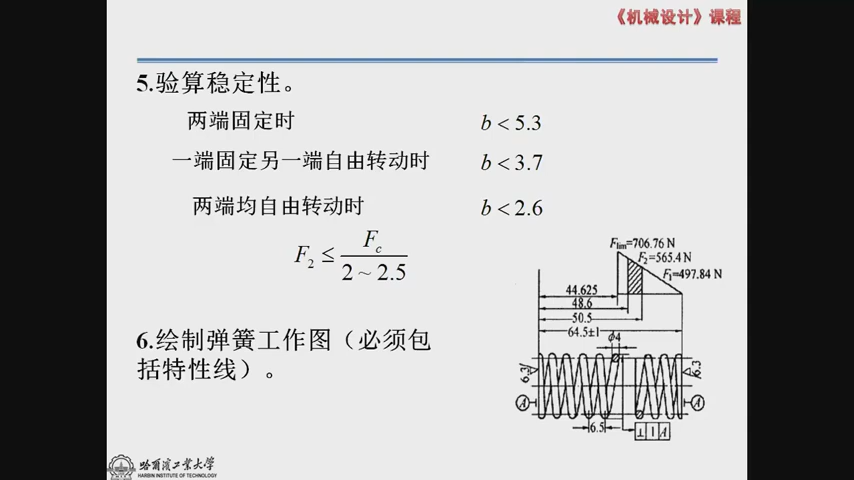 《机械设计》课程
5.验算稳定性。
两端固定时 b < 5.3
一端固定另一端自由转动时 b < 3.7
两端均自由转动时 b < 2.6
F₂ ≤ F_c / 2 ~ 2.5
6.绘制弹簧工作图（必须包
括特性线）。
F_lim=706.76 N
F₂=565.4 N
F₁=497.84 N
44.625
48.6
50.5
64.5±1
ϕ4
6.3
6.3
A
A
6.5
⊥ 1 A
哈尔滨工业大学
HARBIN INSTITUTE OF TECHNOLOGY